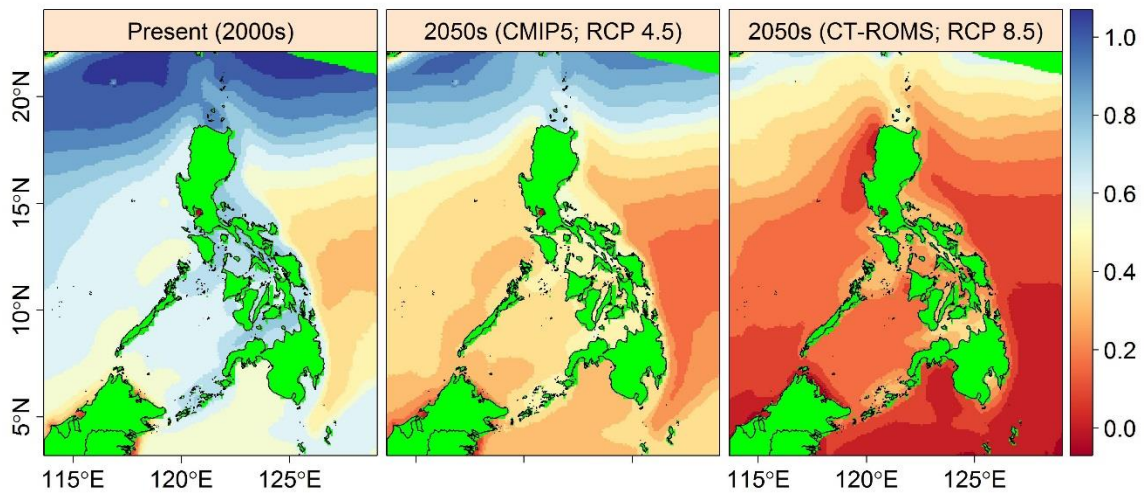 Present (2000s)
2050s (CMIP5; RCP 4.5)
2050s (CT-ROMS; RCP 8.5)
20°N
15°N
10°N
5°N
115°E
120°E
125°E
115°E
120°E
125°E
1.0
0.8
0.6
0.4
0.2
0.0